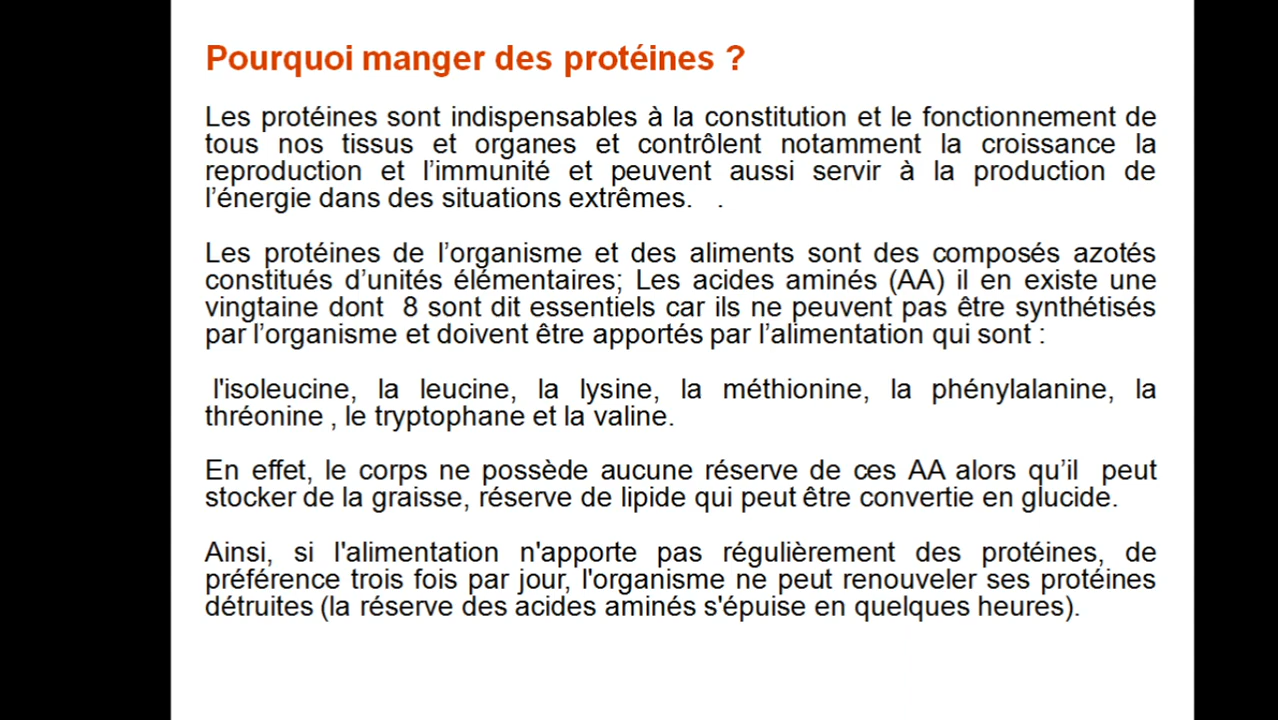 Pourquoi manger des protéines ?
Les protéines sont indispensables à la constitution et le fonctionnement de
tous nos tissus et organes et contrôlent notamment la croissance la
reproduction et l’immunité et peuvent aussi servir à la production de
l’énergie dans des situations extrêmes. .
Les protéines de l’organisme et des aliments sont des composés azotés
constitués d’unités élémentaires; Les acides aminés (AA) il en existe une
vingtaine dont 8 sont dit essentiels car ils ne peuvent pas être synthétisés
par l’organisme et doivent être apportés par l’alimentation qui sont :
l'isoleucine, la leucine, la lysine, la méthionine, la phénylalanine, la
thréonine , le tryptophane et la valine.
En effet, le corps ne possède aucune réserve de ces AA alors qu’il peut
stocker de la graisse, réserve de lipide qui peut être convertie en glucide.
Ainsi, si l'alimentation n'apporte pas régulièrement des protéines, de
préférence trois fois par jour, l'organisme ne peut renouveler ses protéines
détruites (la réserve des acides aminés s'épuise en quelques heures).